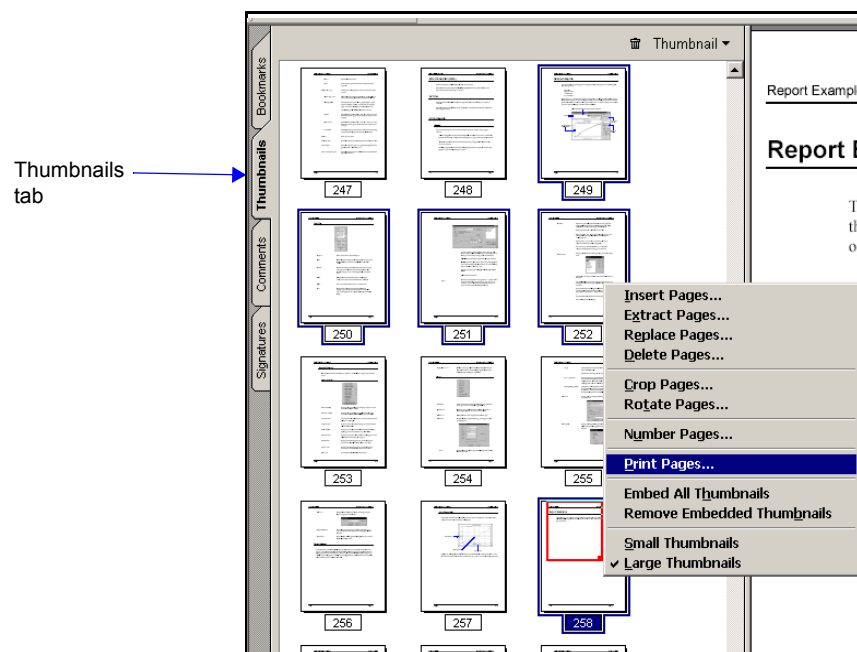 Thumbnail
Bookmarks
Thumbnails
Comments
Signatures
Thumbnails
tab
247
248
249
250
251
252
253
254
255
256
257
258
Report Example
Report E
Insert Pages...
Extract Pages...
Replace Pages...
Delete Pages...
Crop Pages...
Rotate Pages...
Number Pages...
Print Pages...
Embed All Thumbnails
Remove Embedded Thumbnails
Small Thumbnails
Large Thumbnails